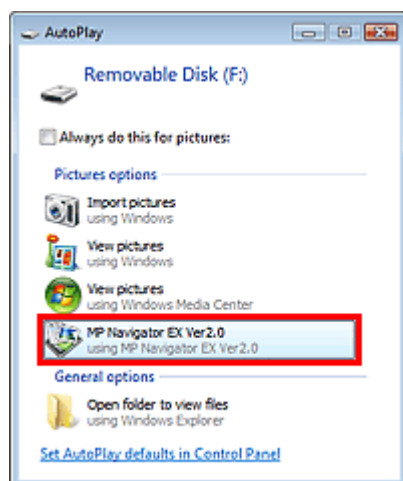 AutoPlay
Removable Disk (F:)
Always do this for pictures:
Pictures options
Import pictures
using Windows
View pictures
using Windows
View pictures
using Windows Media Center
MP Navigator EX Ver2.0
using MP Navigator EX Ver2.0
General options
Open folder to view files
using Windows Explorer
Set AutoPlay defaults in Control Panel